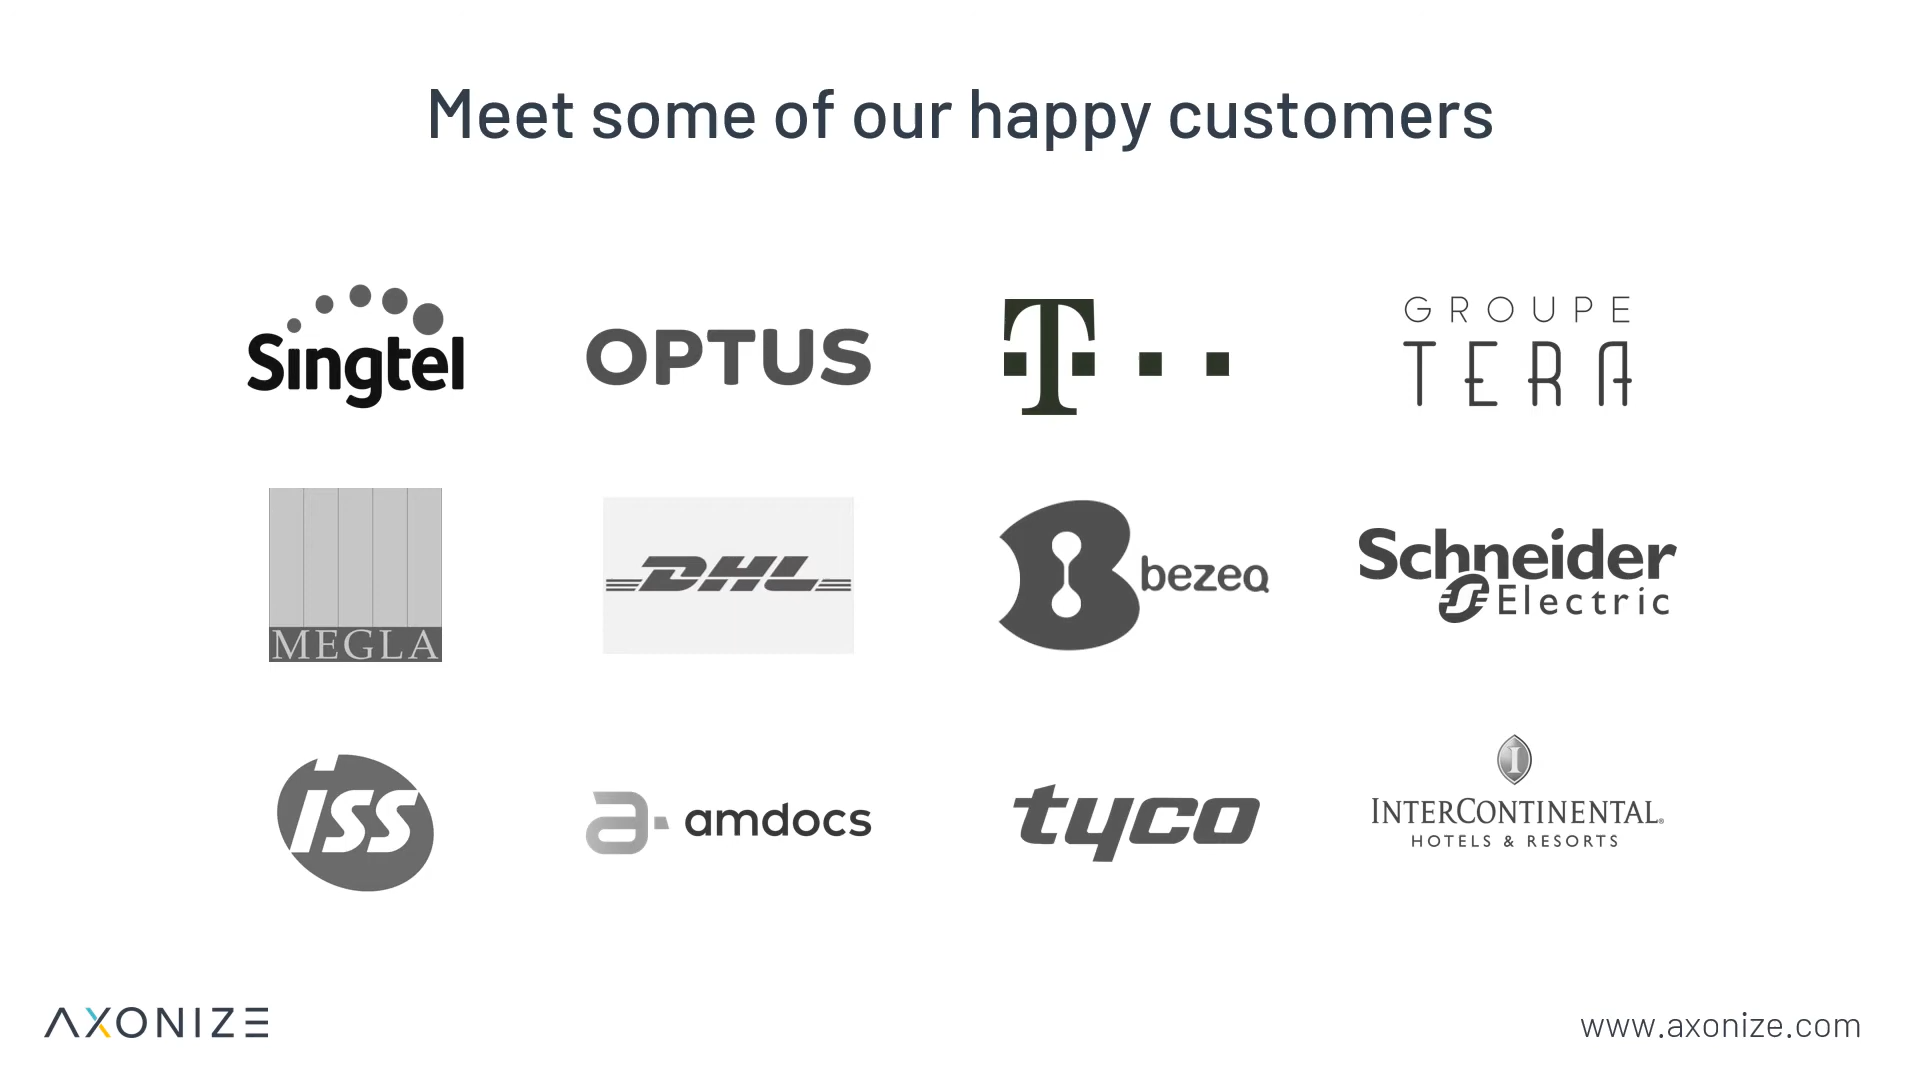 Meet some of our happy customers
Singtel
OPTUS
T
GROUPE
TERA
MEGLA
DHL
bezeq
Schneider
Electric
iss
a amdocs
tyco
I
INTERCONTINENTAL®
HOTELS & RESORTS
AXONIZE
www.axonize.com